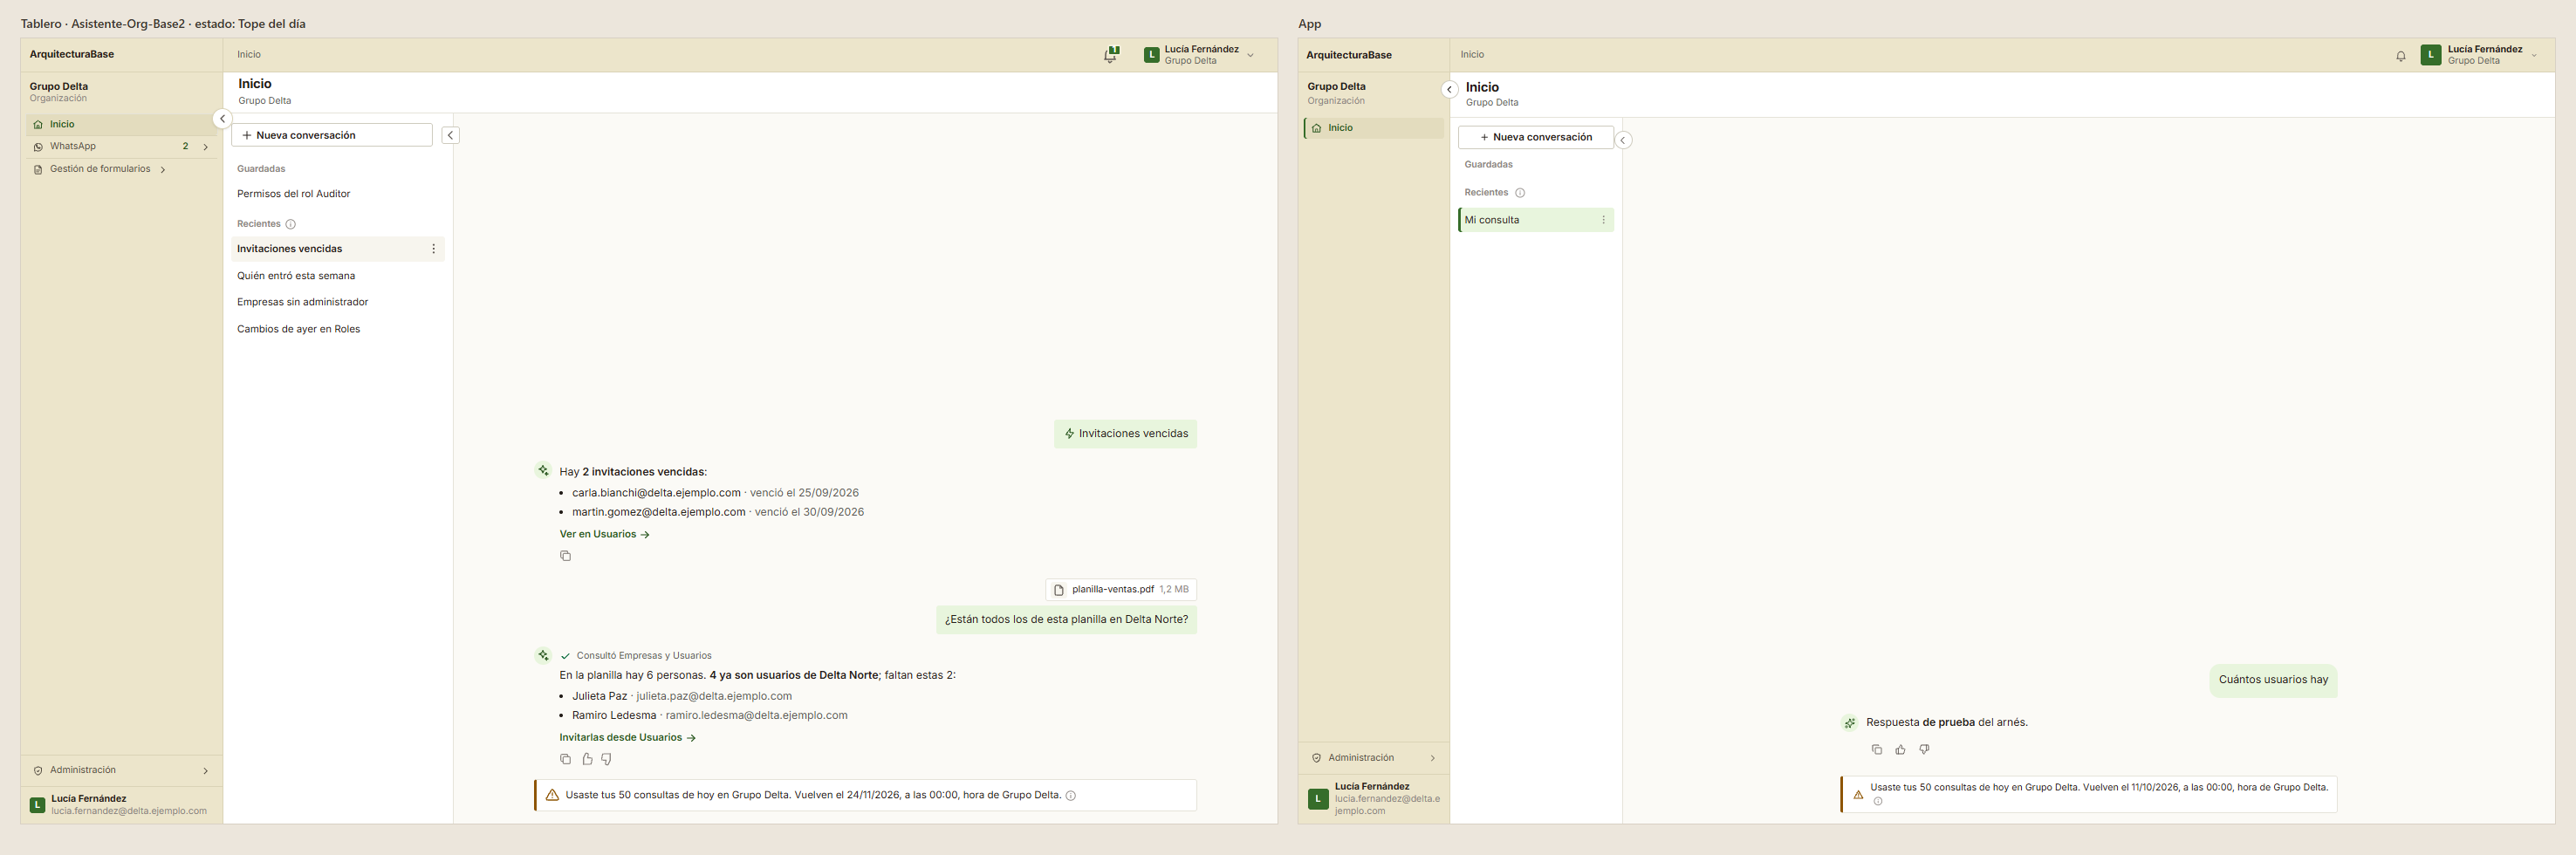 Tablero · Asistente-Org-Base2 · estado: Tope del día
ArquitecturaBase
Inicio
1
L
Lucía Fernández
Grupo Delta
Grupo Delta
Organización
Inicio
WhatsApp 2
Gestión de formularios
Administración
L
Lucía Fernández
lucia.fernandez@delta.ejemplo.com
Inicio
Grupo Delta
+ Nueva conversación
Guardadas
Permisos del rol Auditor
Recientes
Invitaciones vencidas
Quién entró esta semana
Empresas sin administrador
Cambios de ayer en Roles
Invitaciones vencidas
Hay 2 invitaciones vencidas:
• carla.bianchi@delta.ejemplo.com · venció el 25/09/2026
• martin.gomez@delta.ejemplo.com · venció el 30/09/2026
Ver en Usuarios →
planilla-ventas.pdf 1,2 MB
¿Están todos los de esta planilla en Delta Norte?
Consultó Empresas y Usuarios
En la planilla hay 6 personas. 4 ya son usuarios de Delta Norte; faltan estas 2:
• Julieta Paz · julieta.paz@delta.ejemplo.com
• Ramiro Ledesma · ramiro.ledesma@delta.ejemplo.com
Invitarlas desde Usuarios →
Usaste tus 50 consultas de hoy en Grupo Delta. Vuelven el 24/11/2026, a las 00:00, hora de Grupo Delta.
App
ArquitecturaBase
Inicio
L
Lucía Fernández
Grupo Delta
Grupo Delta
Organización
Inicio
Administración
L
Lucía Fernández
lucia.fernandez@delta.e
jemplo.com
Inicio
Grupo Delta
+ Nueva conversación
Guardadas
Recientes
Mi consulta
Cuántos usuarios hay
Respuesta de prueba del arnés.
Usaste tus 50 consultas de hoy en Grupo Delta. Vuelven el 11/10/2026, a las 00:00, hora de Grupo Delta.